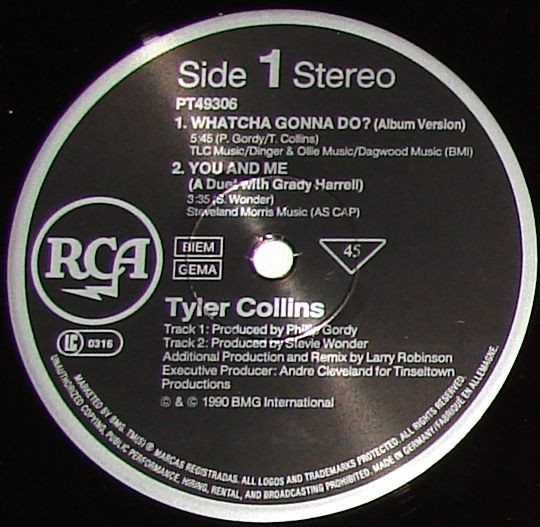 Side 1 Stereo
PT49306
1. WHATCHA GONNA DO? (Album Version)
5:45 (P. Gordy/T. Collins)
TLC Music/Dinger & Ollie Music/Dagwood Music (BMI)
2. YOU AND ME
(A Duet with Grady Harrell)
3:35 (S. Wonder)
Steveland Morris Music (AS CAP)
RCA
BIEM
GEMA
45
LC 0316
Tyler Collins
Track 1: Produced by Philip Gordy
Track 2: Produced by Stevie Wonder
Additional Production and Remix by Larry Robinson
Executive Producer: Andre Cleveland for Tinseltown
Productions
℗ & © 1990 BMG International
MARKETED BY BMG. TM(S) ® MARCAS REGISTRADAS. ALL LOGOS AND TRADEMARKS PROTECTED. ALL RIGHTS RESERVED.
UNAUTHORIZED COPYING, PUBLIC PERFORMANCE, HIRING, RENTAL, AND BROADCASTING PROHIBITED. MADE IN GERMANY/FABRIQUÉ EN ALLEMAGNE.